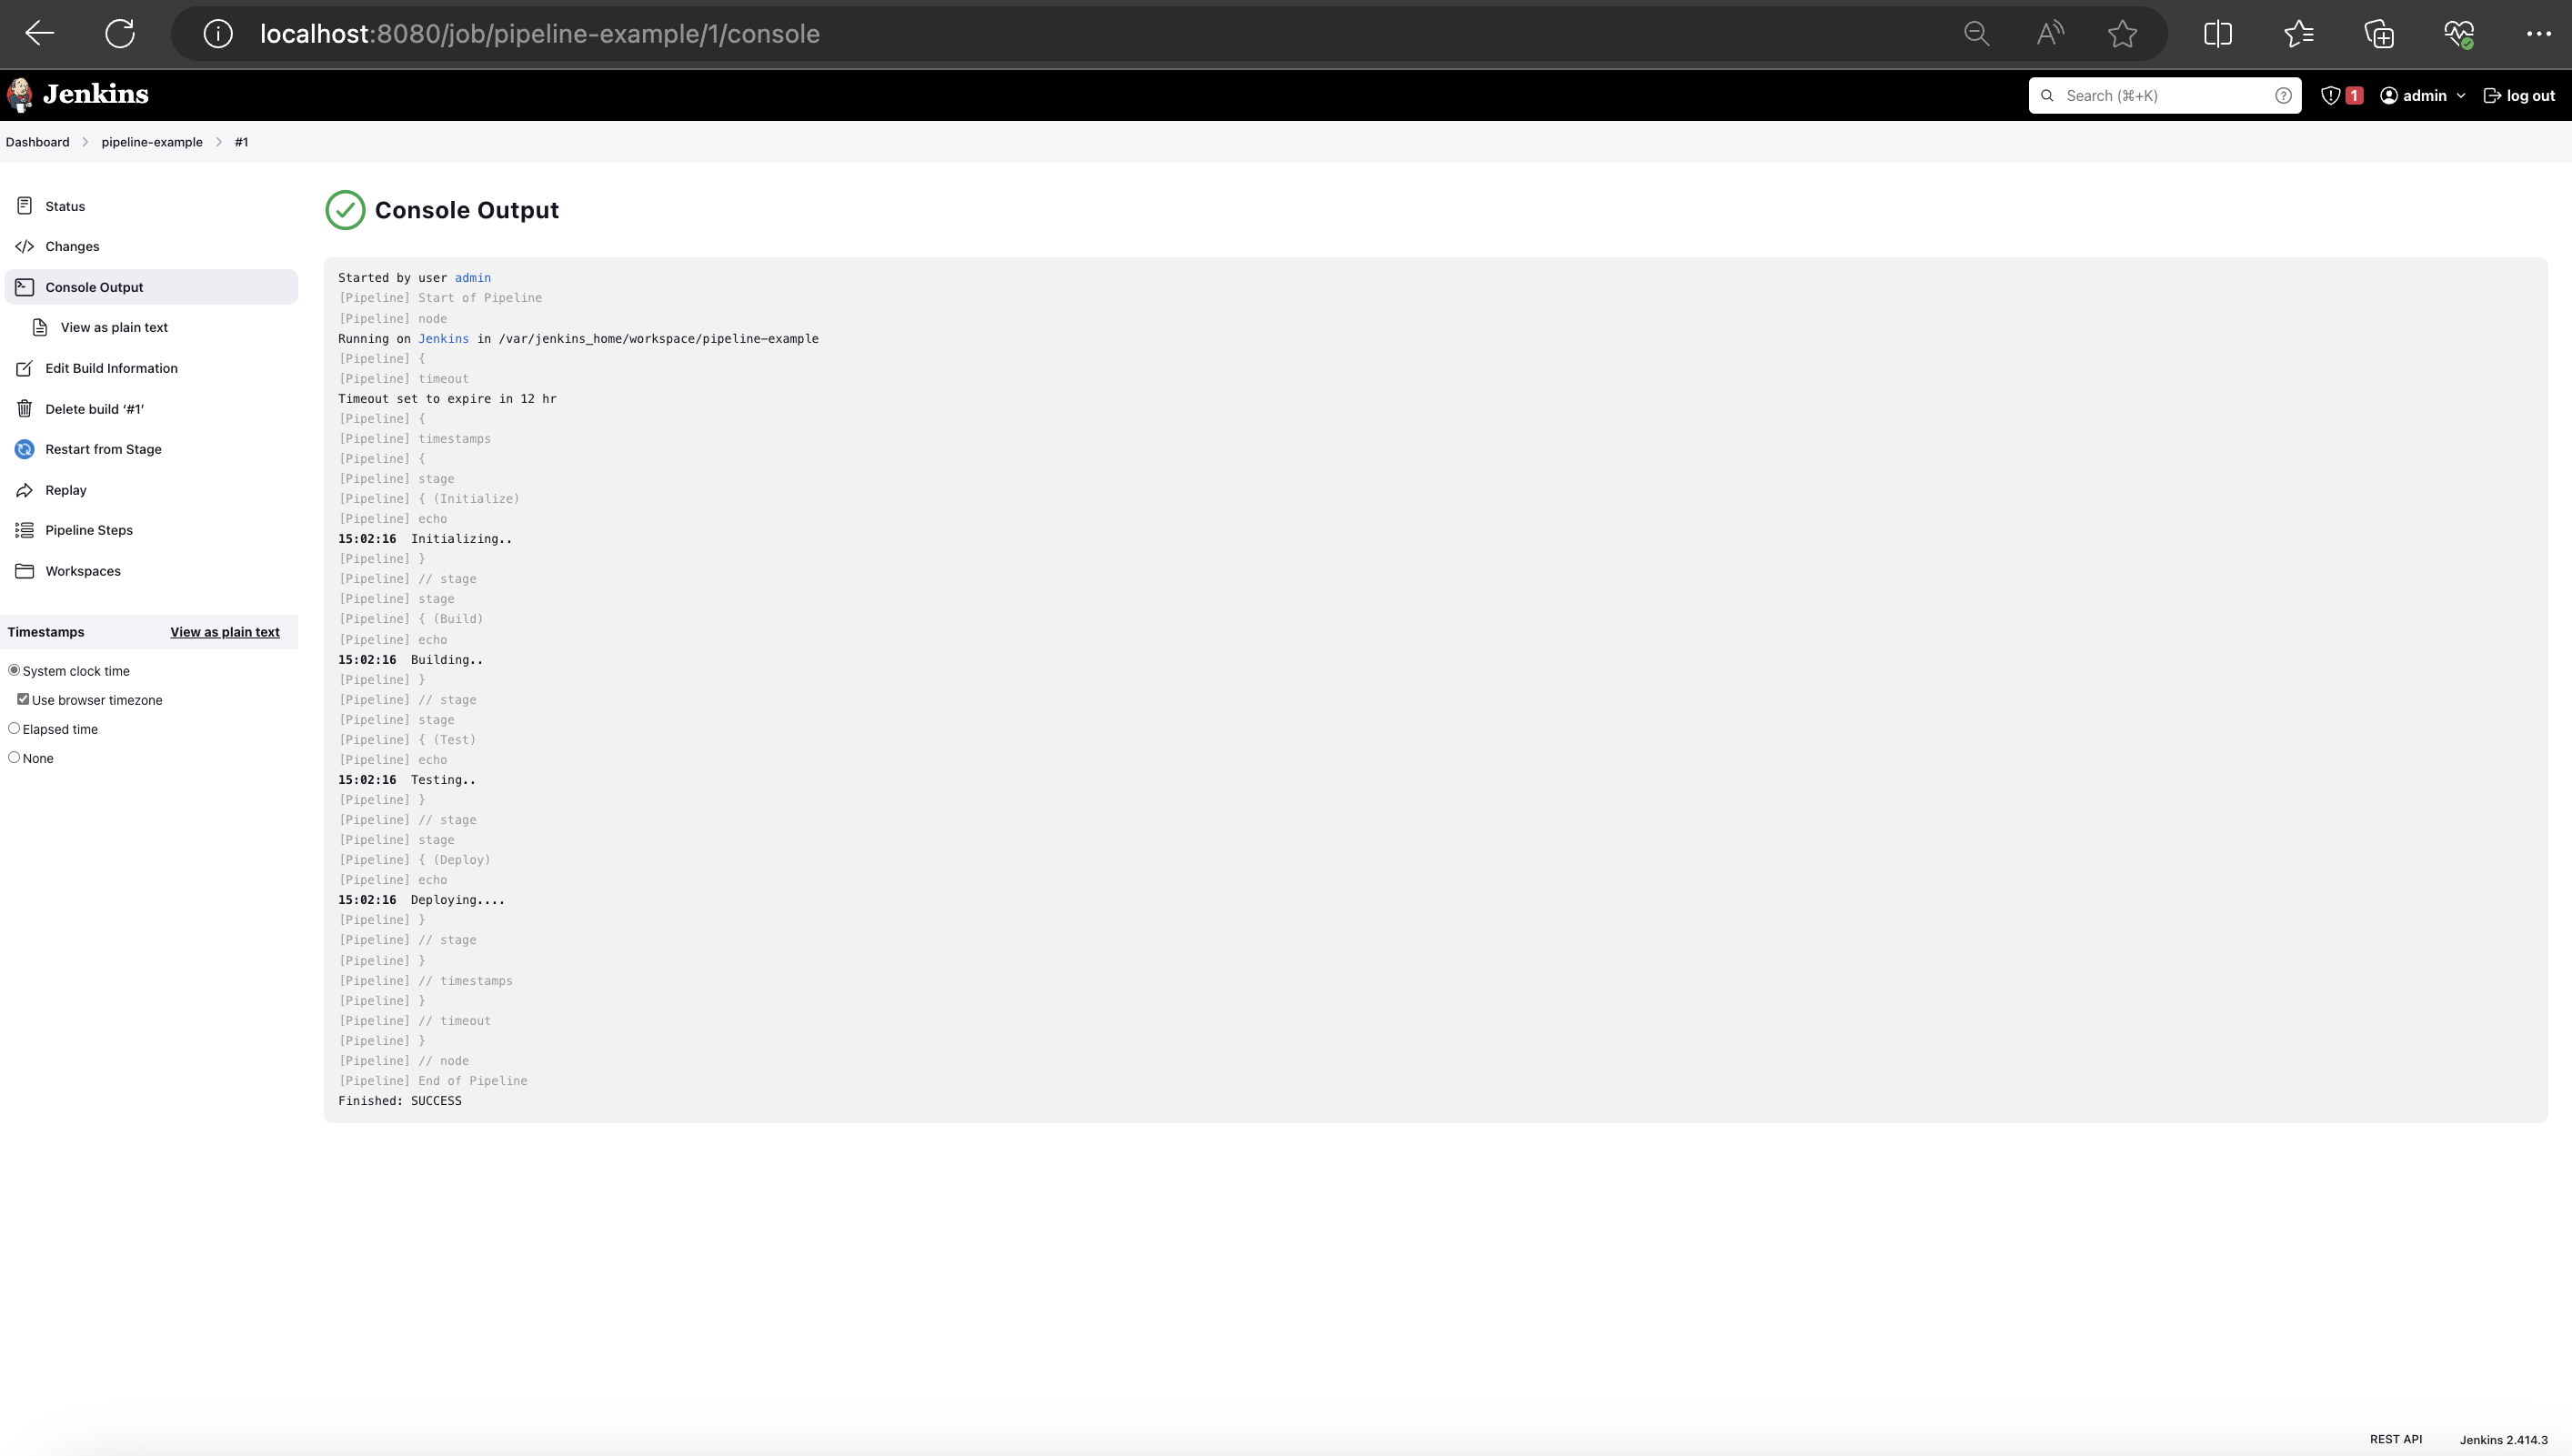 localhost:8080/job/pipeline-example/1/console
Jenkins
Search (⌘+K)
1
admin
log out
Dashboard
pipeline-example
#1
Status
Changes
Console Output
View as plain text
Edit Build Information
Delete build ‘#1’
Restart from Stage
Replay
Pipeline Steps
Workspaces
Timestamps
View as plain text
System clock time
Use browser timezone
Elapsed time
None
Console Output
Started by user admin
[Pipeline] Start of Pipeline
[Pipeline] node
Running on Jenkins in /var/jenkins_home/workspace/pipeline-example
[Pipeline] {
[Pipeline] timeout
Timeout set to expire in 12 hr
[Pipeline] {
[Pipeline] timestamps
[Pipeline] {
[Pipeline] stage
[Pipeline] { (Initialize)
[Pipeline] echo
15:02:16 Initializing..
[Pipeline] }
[Pipeline] // stage
[Pipeline] stage
[Pipeline] { (Build)
[Pipeline] echo
15:02:16 Building..
[Pipeline] }
[Pipeline] // stage
[Pipeline] stage
[Pipeline] { (Test)
[Pipeline] echo
15:02:16 Testing..
[Pipeline] }
[Pipeline] // stage
[Pipeline] stage
[Pipeline] { (Deploy)
[Pipeline] echo
15:02:16 Deploying....
[Pipeline] }
[Pipeline] // stage
[Pipeline] }
[Pipeline] // timestamps
[Pipeline] }
[Pipeline] // timeout
[Pipeline] }
[Pipeline] // node
[Pipeline] End of Pipeline
Finished: SUCCESS
REST API
Jenkins 2.414.3